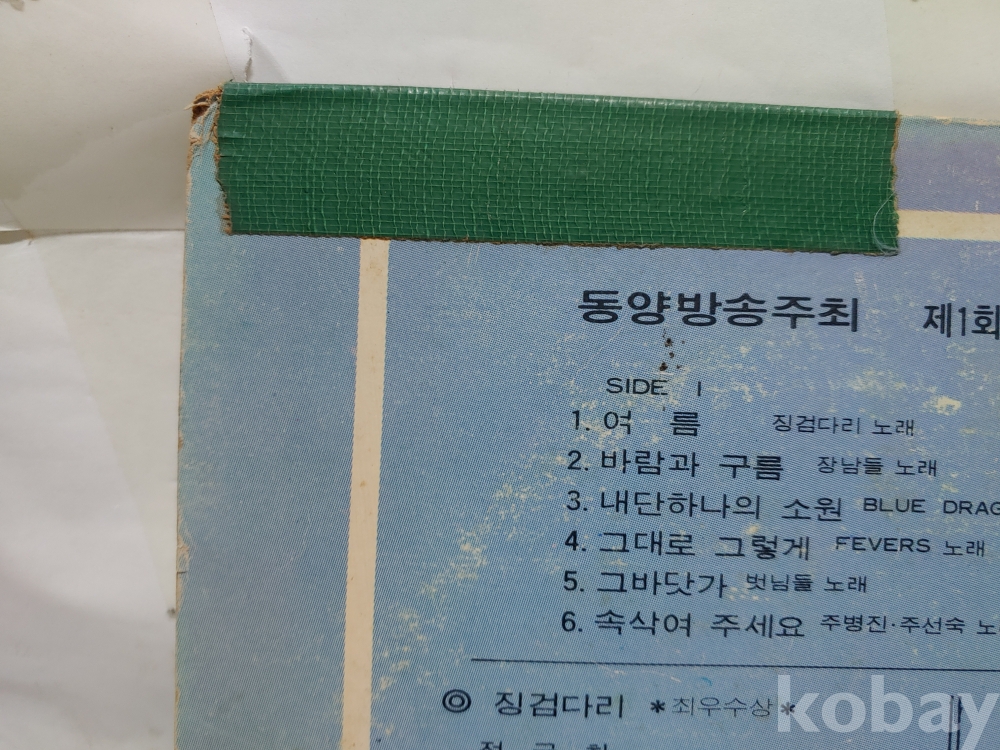 동양방송주최 제1회
SIDE 1
1. 여 름 징검다리 노래
2. 바람과 구름 장남들 노래
3. 내단하나의 소원 BLUE DRAG
4. 그대로 그렇게 FEVERS 노래
5. 그바닷가 벗님들 노래
6. 속삭여 주세요 주병진·주선숙 노
◎ 징검다리 *최우수상*
kobay